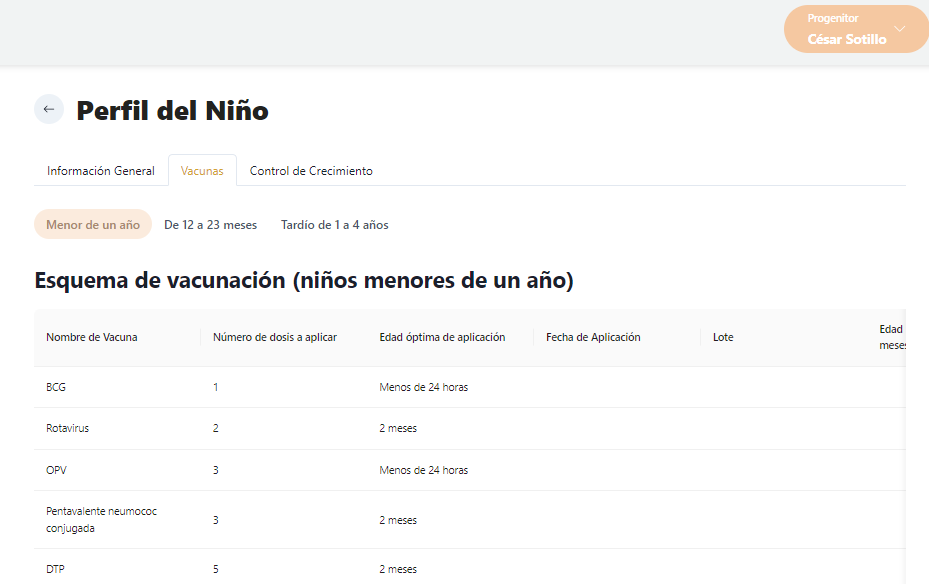 Progenitor
César Sotillo
Perfil del Niño
Información General Vacunas Control de Crecimiento
Menor de un año De 12 a 23 meses Tardío de 1 a 4 años
Esquema de vacunación (niños menores de un año)
Nombre de Vacuna Número de dosis a aplicar Edad óptima de aplicación Fecha de Aplicación Lote Edad
meses
BCG 1 Menos de 24 horas
Rotavirus 2 2 meses
OPV 3 Menos de 24 horas
Pentavalente neumococ
conjugada 3 2 meses
DTP 5 2 meses